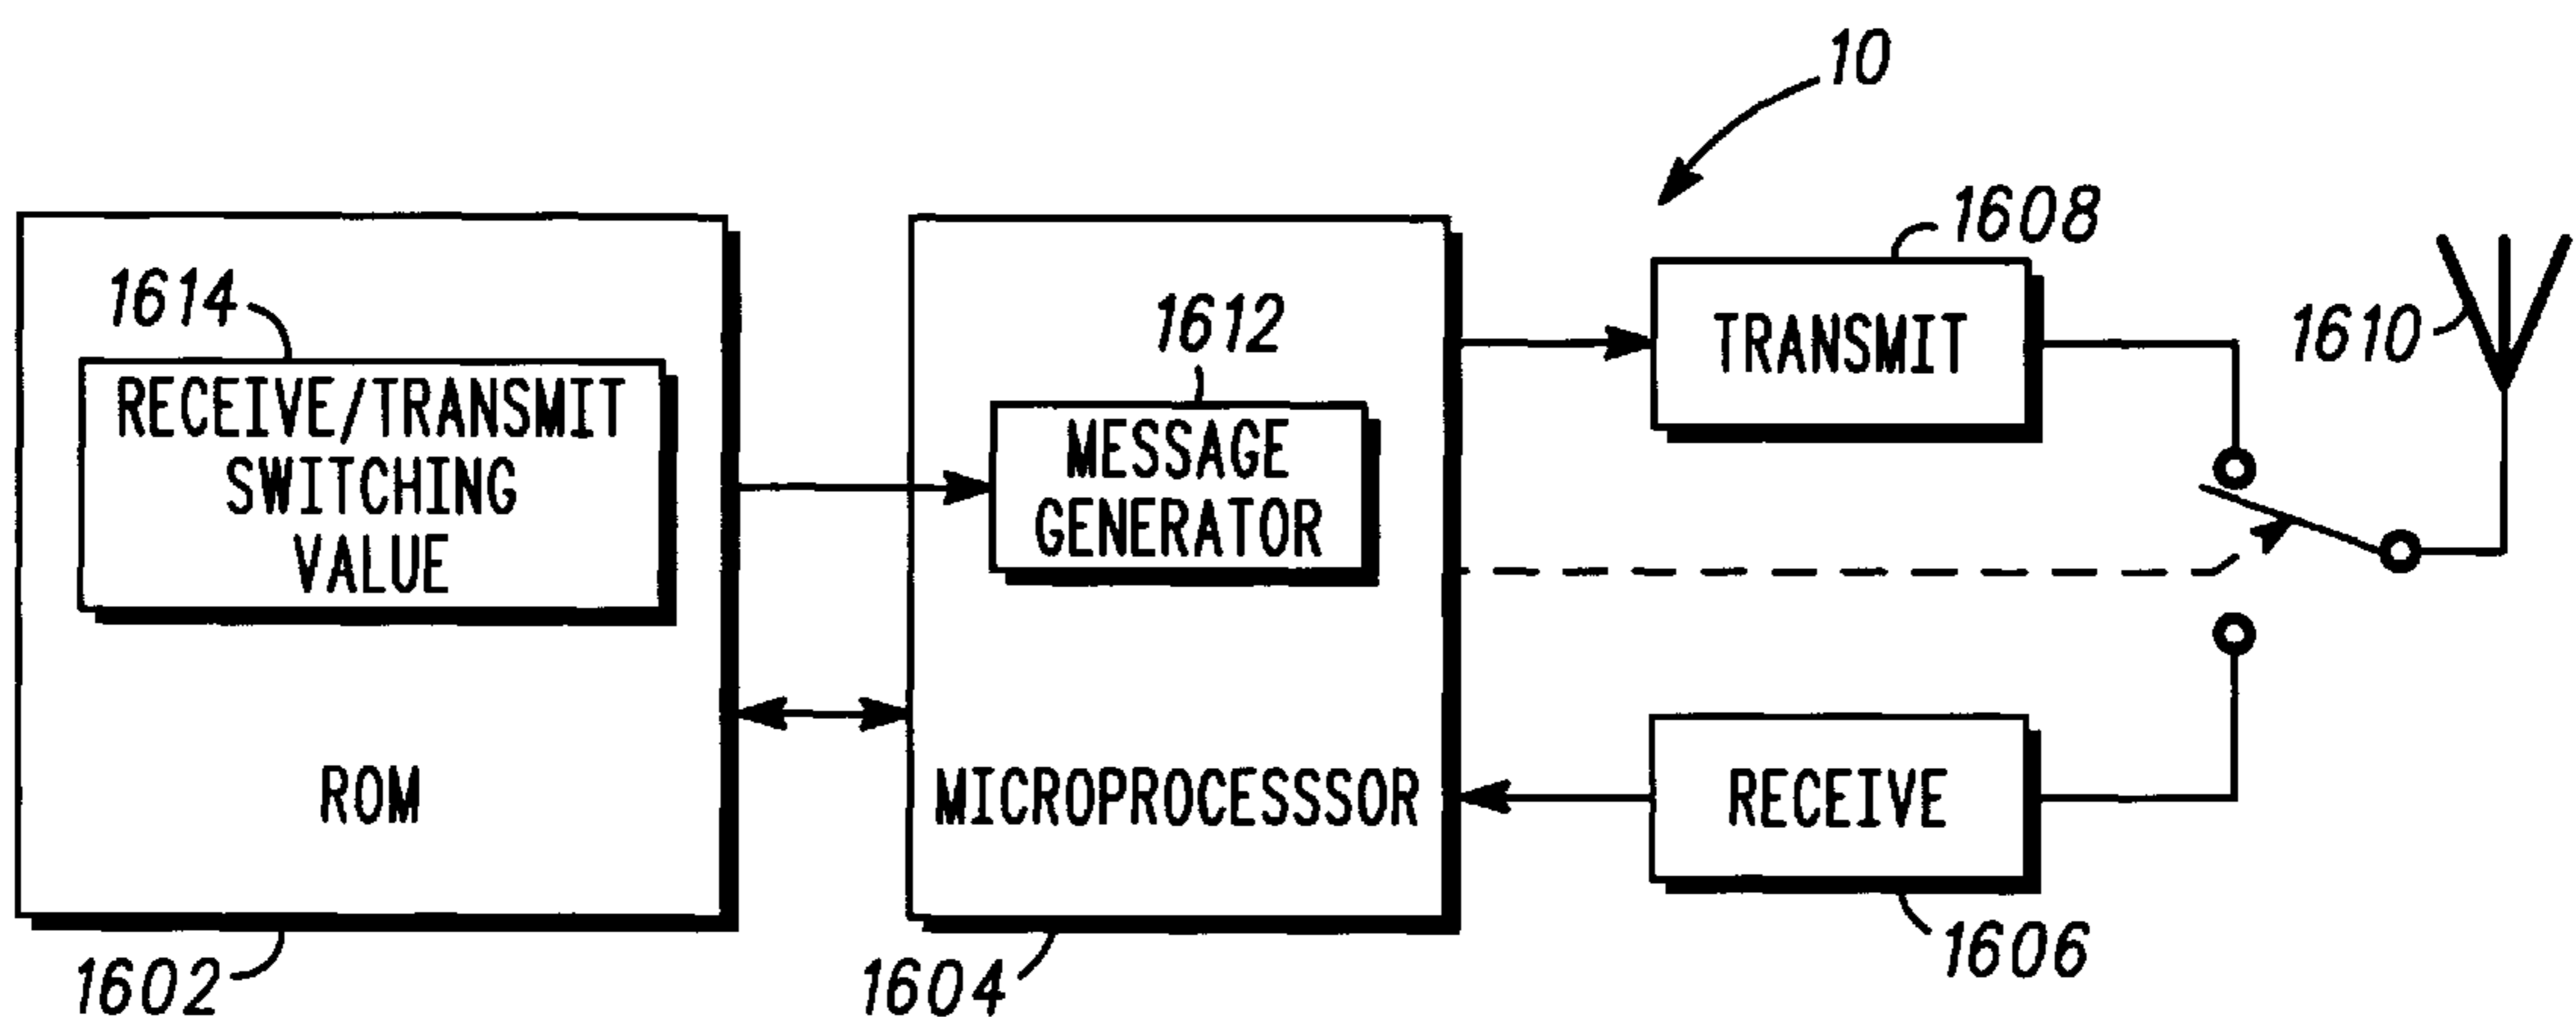 10
1608
1614
1612
1610
RECEIVE/TRANSMIT
SWITCHING
VALUE
MESSAGE
GENERATOR
TRANSMIT
ROM
MICROPROCESSSOR
RECEIVE
1602
1604
1606